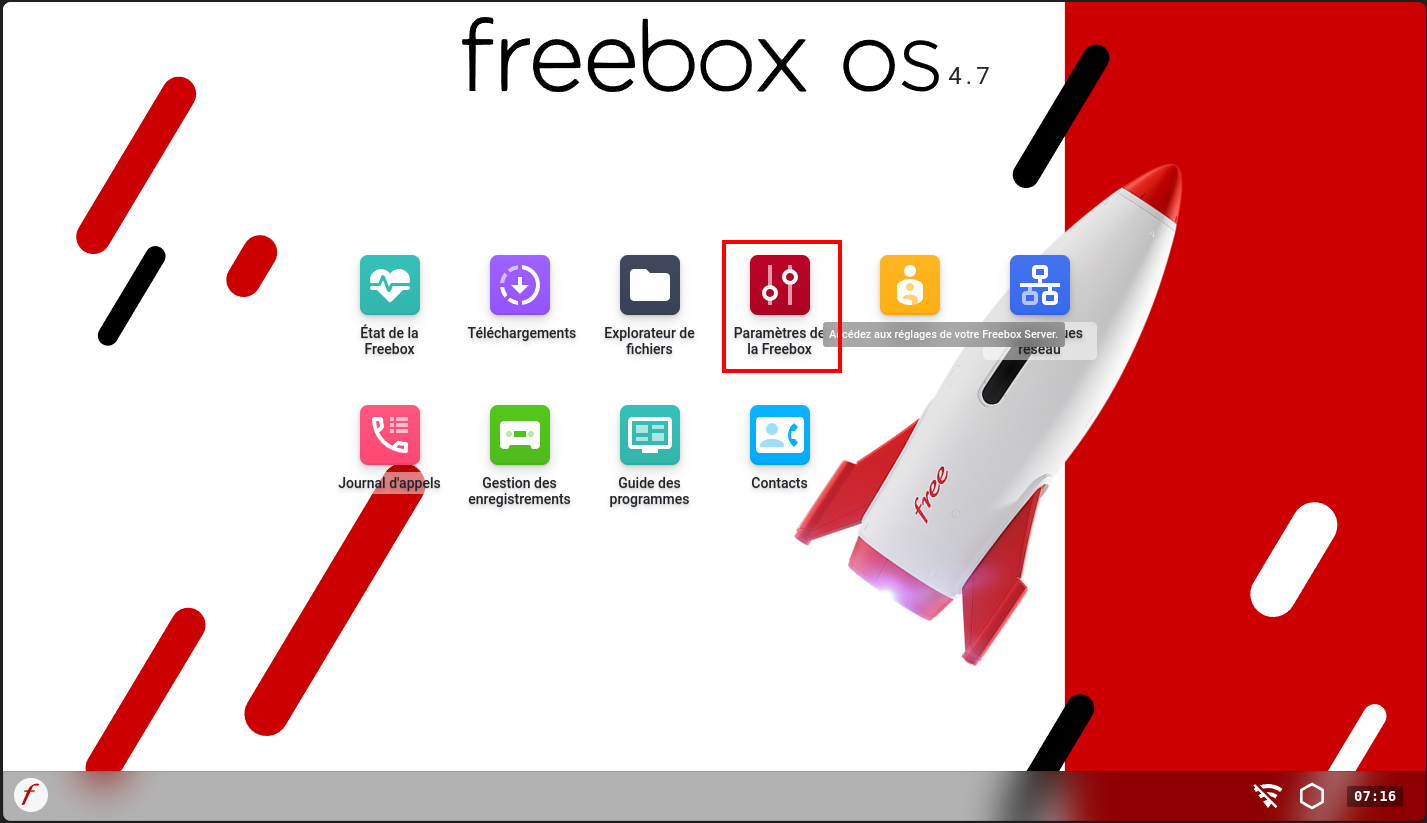 freebox os 4.7
État de la
Freebox
Téléchargements
Explorateur de
fichiers
Paramètres de
la Freebox
Accédez aux réglages de votre Freebox Server.
réseau
Journal d'appels
Gestion des
enregistrements
Guide des
programmes
Contacts
free
f
07:16